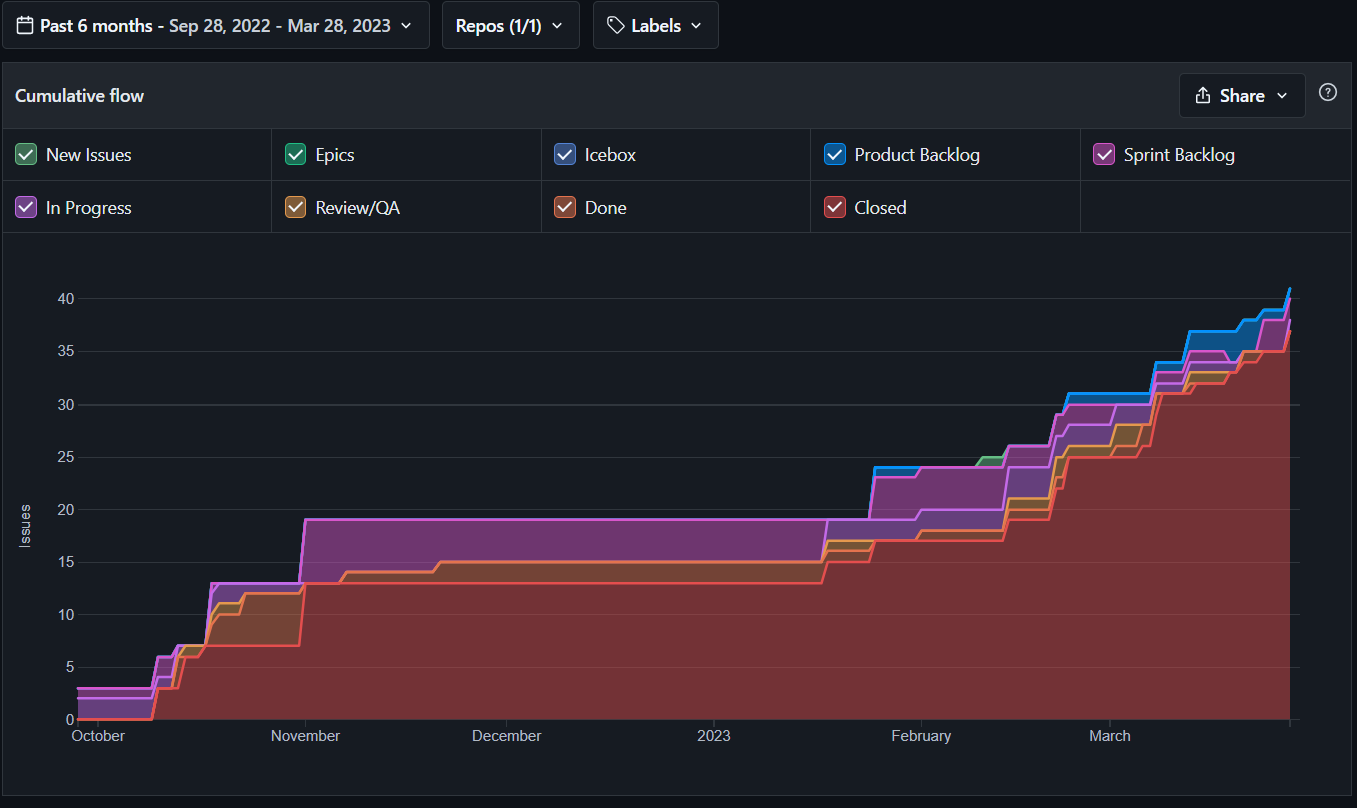 Past 6 months - Sep 28, 2022 - Mar 28, 2023
Repos (1/1)
Labels
Cumulative flow
Share
?
New Issues
Epics
Icebox
Product Backlog
Sprint Backlog
In Progress
Review/QA
Done
Closed
40
35
30
25
20
15
10
5
0
Issues
October
November
December
2023
February
March